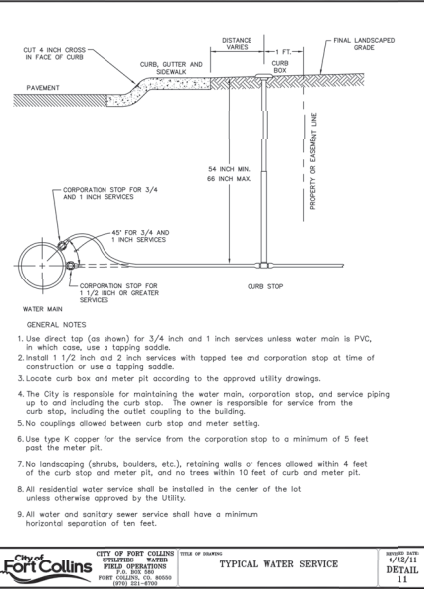 DISTANCE
VARIES
1 FT.
FINAL LANDSCAPED
GRADE
CUT 4 INCH CROSS
IN FACE OF CURB
CURB, GUTTER AND
SIDEWALK
CURB
BOX
PAVEMENT
PROPERTY OR EASEMENT LINE
54 INCH MIN.
66 INCH MAX.
CORPORATION STOP FOR 3/4
AND 1 INCH SERVICES
45° FOR 3/4 AND
1 INCH SERVICES
CORPORATION STOP FOR
1 1/2 INCH OR GREATER
SERVICES
CURB STOP
WATER MAIN
GENERAL NOTES
1. Use direct tap (as shown) for 3/4 inch and 1 inch services unless water main is PVC,
in which case, use a tapping saddle.
2. Install 1 1/2 inch and 2 inch services with tapped tee and corporation stop at time of
construction or use a tapping saddle.
3. Locate curb box and meter pit according to the approved utility drawings.
4. The City is responsible for maintaining the water main, corporation stop, and service piping
up to and including the curb stop. The owner is responsible for service from the
curb stop, including the outlet coupling to the building.
5. No couplings allowed between curb stop and meter setting.
6. Use type K copper for the service from the corporation stop to a minimum of 5 feet
past the meter pit.
7. No landscaping (shrubs, boulders, etc.), retaining walls or fences allowed within 4 feet
of the curb stop and meter pit, and no trees within 10 feet of curb and meter pit.
8. All residential water service shall be installed in the center of the lot
unless otherwise approved by the Utility.
9. All water and sanitary sewer service shall have a minimum
horizontal separation of ten feet.
City of
Fort Collins
CITY OF FORT COLLINS
UTILITIES WATER
FIELD OPERATIONS
P.O. BOX 580
FORT COLLINS, CO. 80550
(970) 221-6700
TITLE OF DRAWING
TYPICAL WATER SERVICE
REVISED DATE:
DETAIL
11